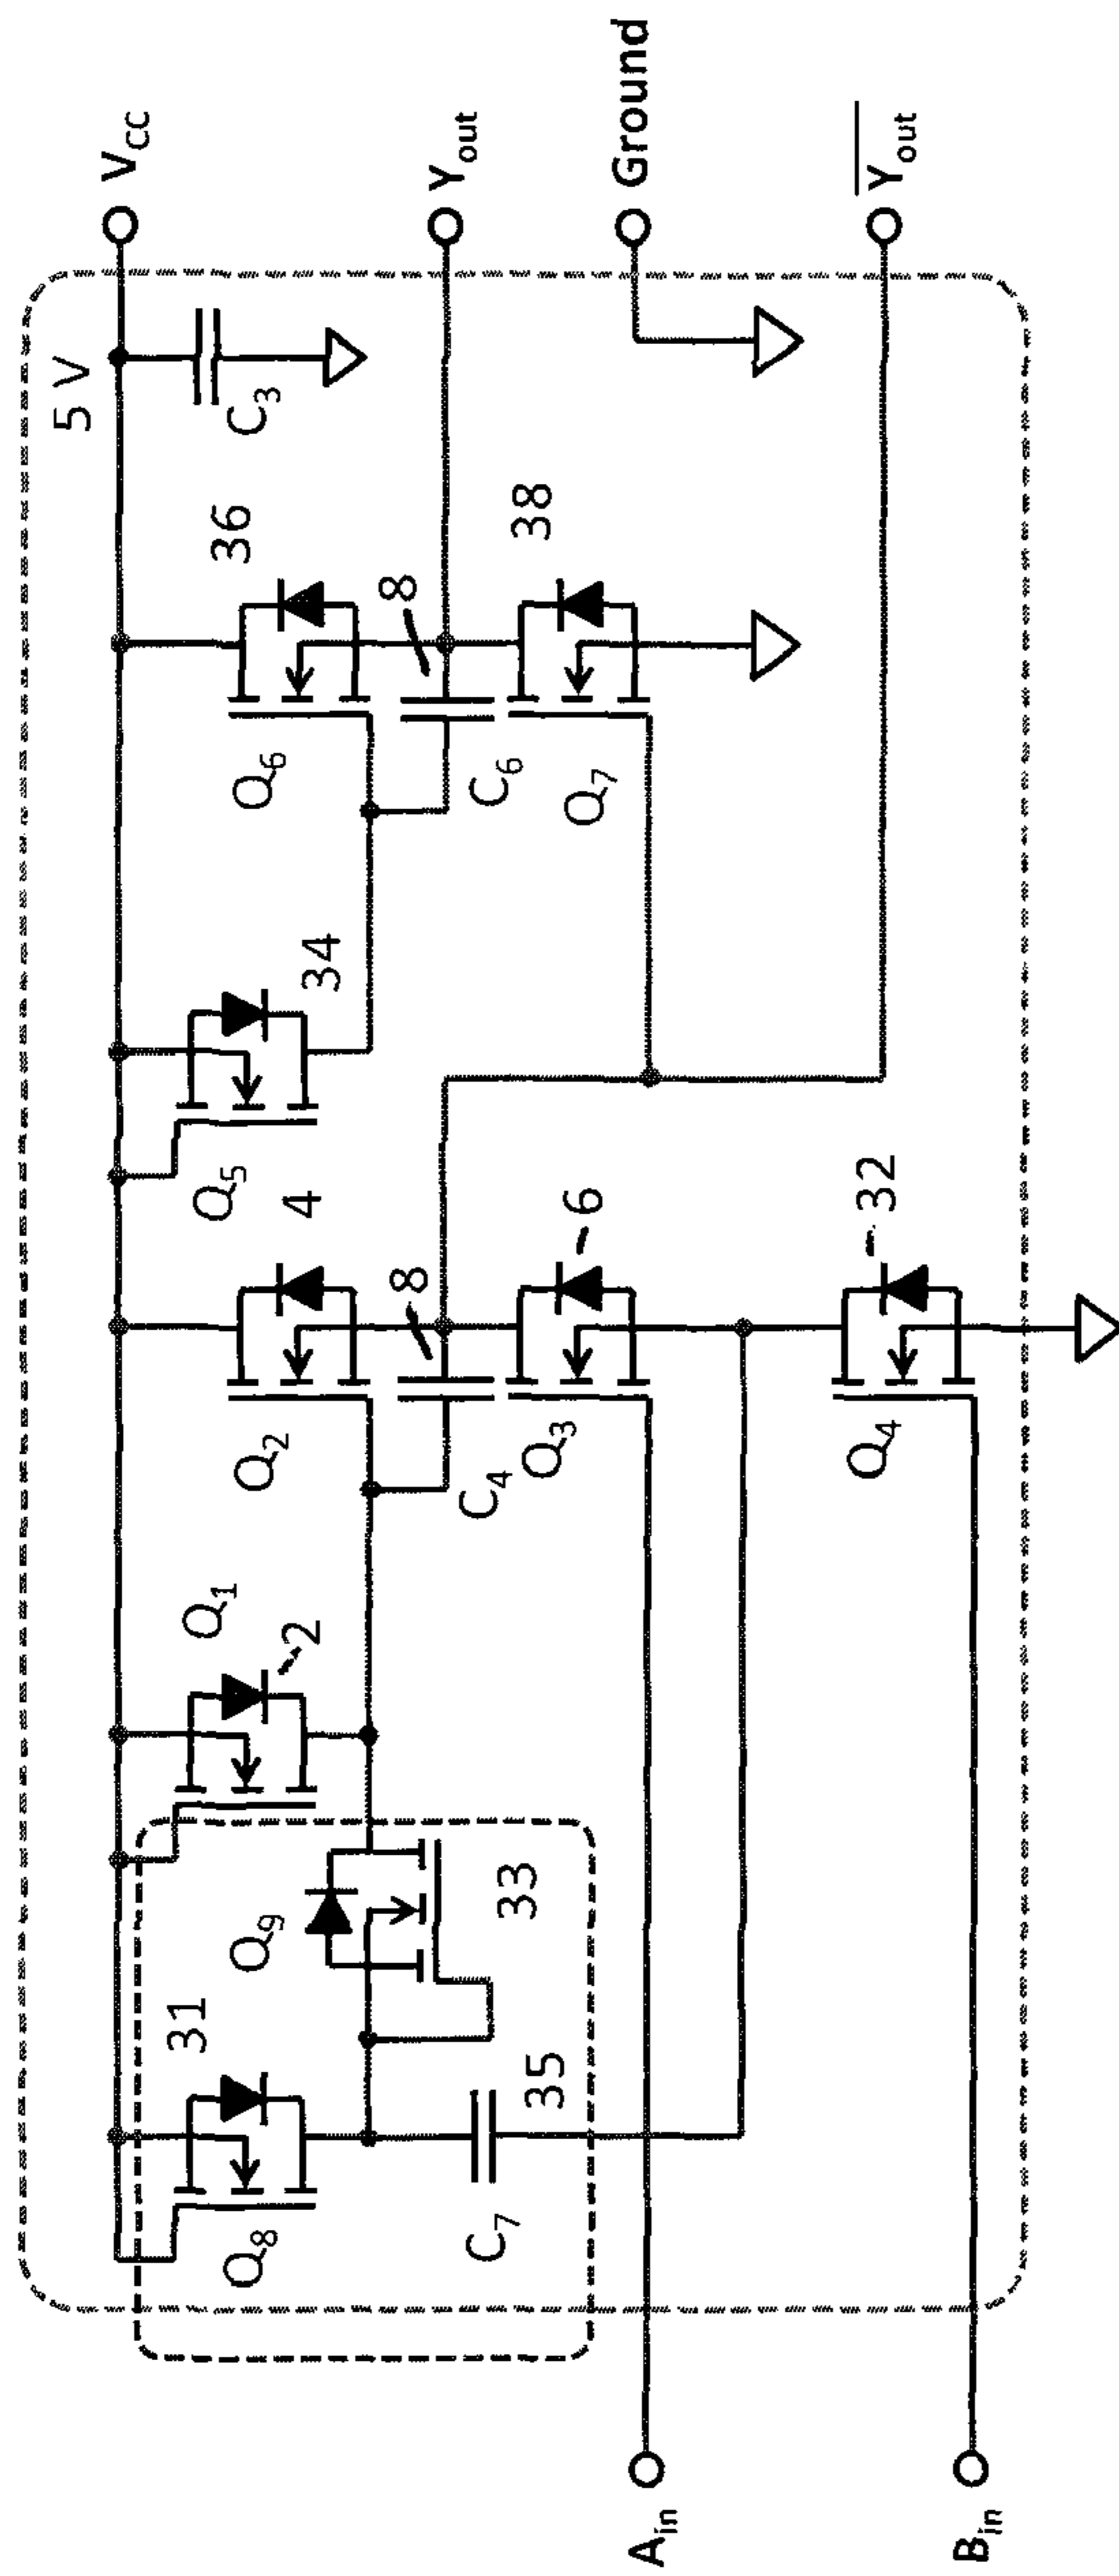 5 V
V_CC
C_3
36
Q_6
8
Y_out
C_6
38
Q_7
Ground
Y̅_out
34
Q_5
4
Q_2
8
C_4
6
Q_3
32
Q_4
Q_1
2
Q_9
33
31
Q_8
35
C_7
A_in
B_in